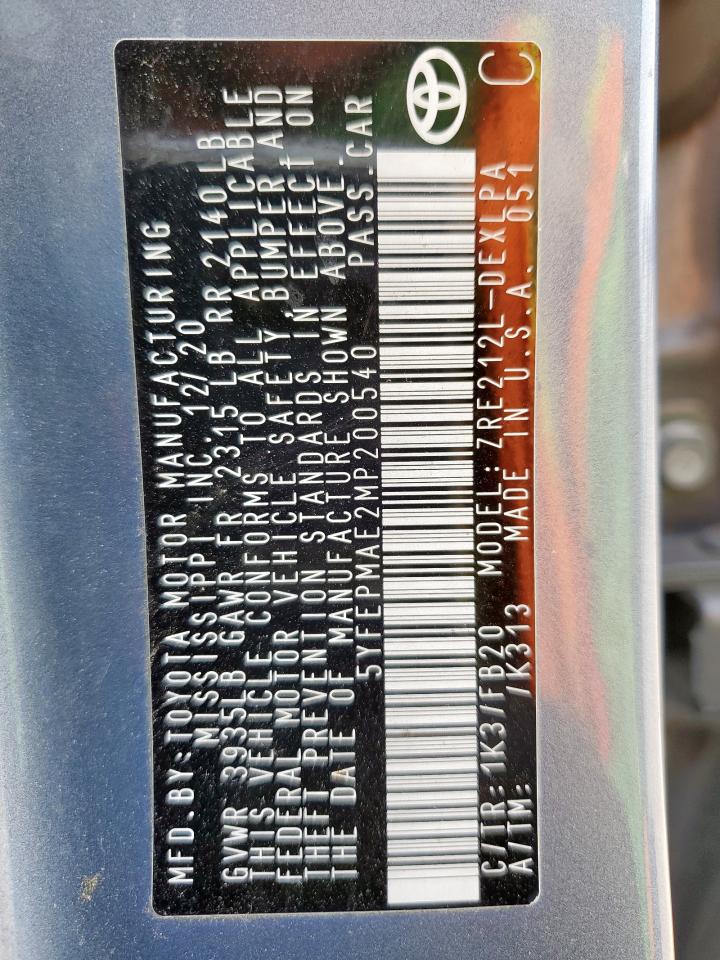 MFD.BY:TOYOTA MOTOR MANUFACTURING
MISSISSIPPI INC. 12/20
GVWR 3935LB GAWR FR 2315 LB RR 2140LB
THIS VEHICLE CONFORMS TO ALL APPLICABLE
FEDERAL MOTOR VEHICLE SAFETY, BUMPER AND
THEFT PREVENTION STANDARDS IN EFFECT ON
THE DATE OF MANUFACTURE SHOWN ABOVE.
5YFEPMAE2MP200540 PASS.CAR
C/TR:1K3/FB20 MODEL:ZRE212L-DEXLPA C
A/TM: /K313 MADE IN U.S.A. 051